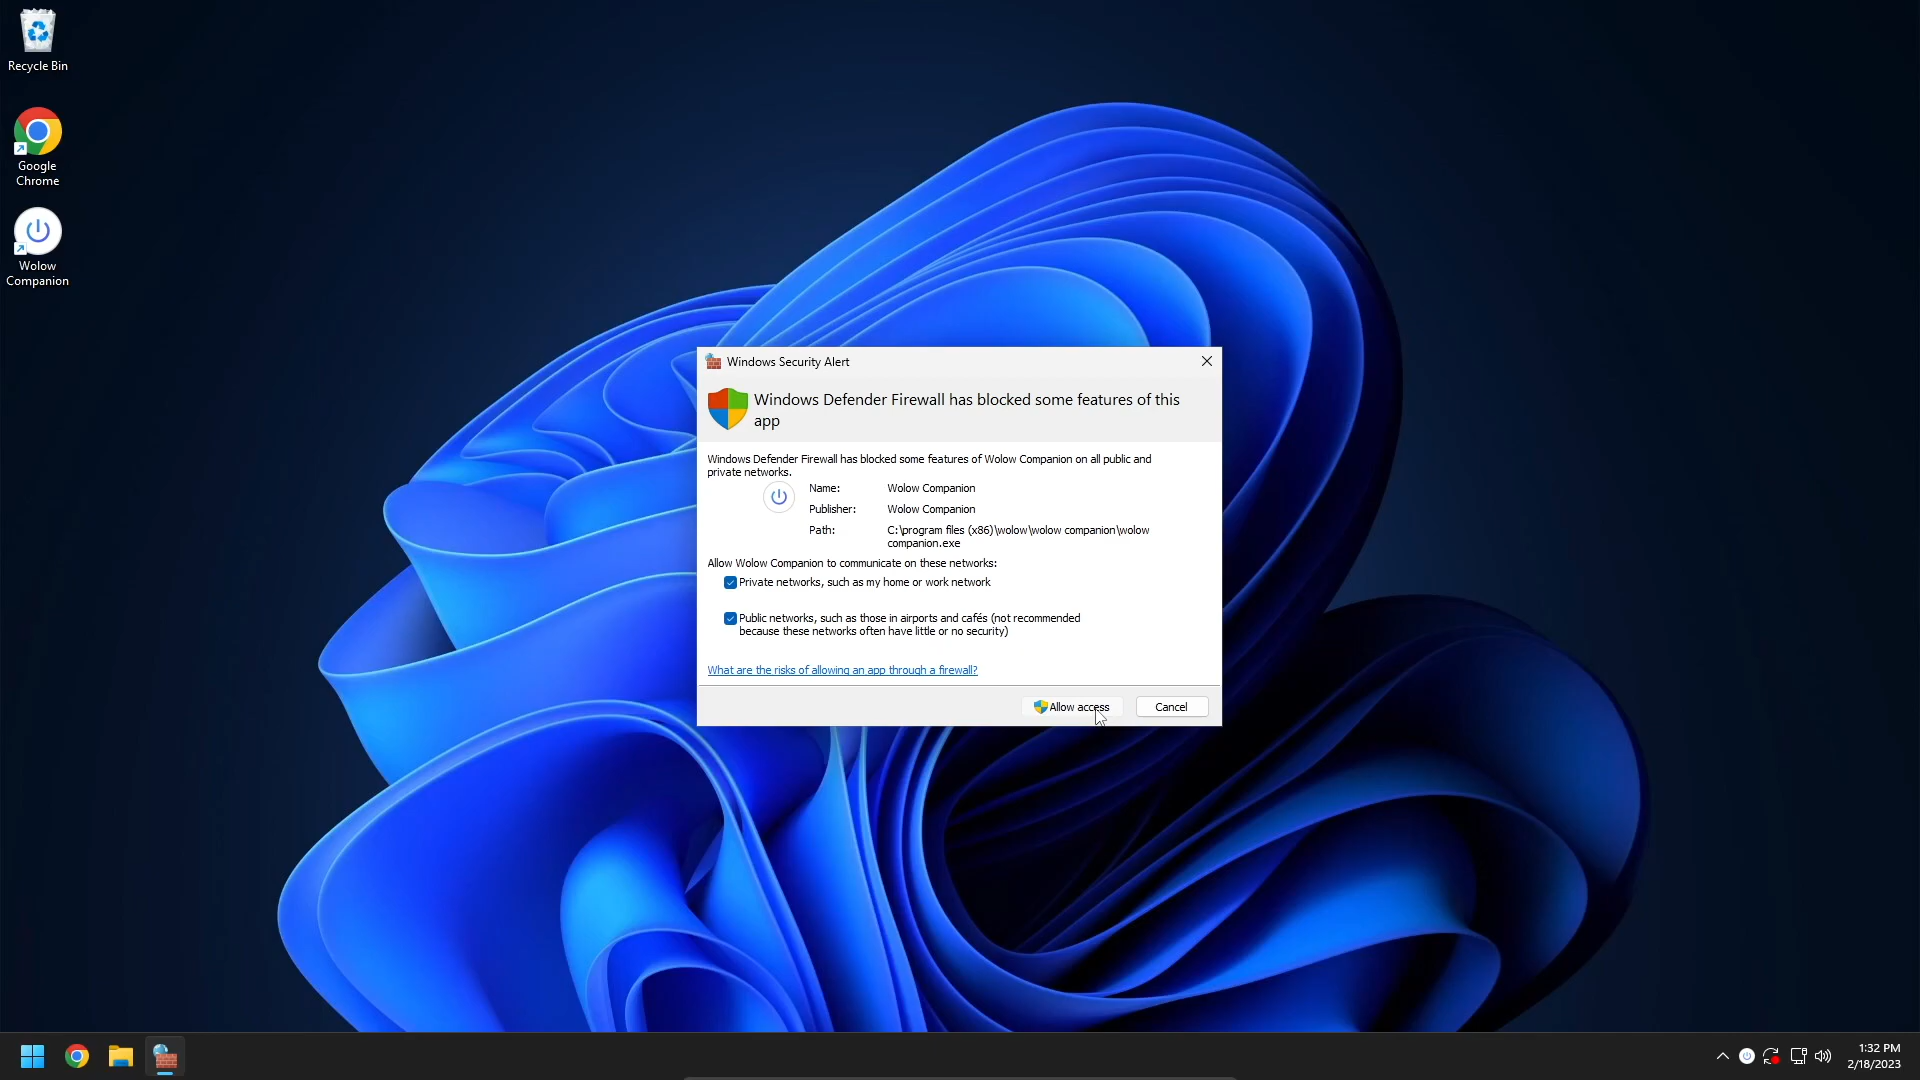 Recycle Bin
Google
Chrome
Wolow
Companion
Windows Security Alert
Windows Defender Firewall has blocked some features of this
app
Windows Defender Firewall has blocked some features of Wolow Companion on all public and
private networks.
Name: Wolow Companion
Publisher: Wolow Companion
Path: C:\program files (x86)\wolow\wolow companion\wolow
companion.exe
Allow Wolow Companion to communicate on these networks:
Private networks, such as my home or work network
Public networks, such as those in airports and cafés (not recommended
because these networks often have little or no security)
What are the risks of allowing an app through a firewall?
Allow access Cancel
1:32 PM
2/18/2023